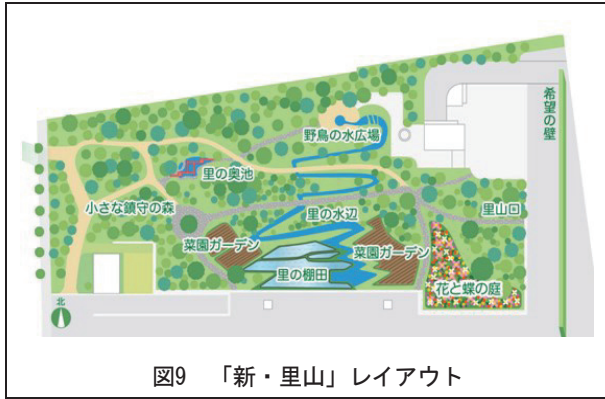 希望の壁
野鳥の水広場
里の奥池
小さな鎮守の森
里の水辺
里山口
菜園ガーデン
菜園ガーデン
里の棚田
花と蝶の庭
北
図9　「新・里山」レイアウト